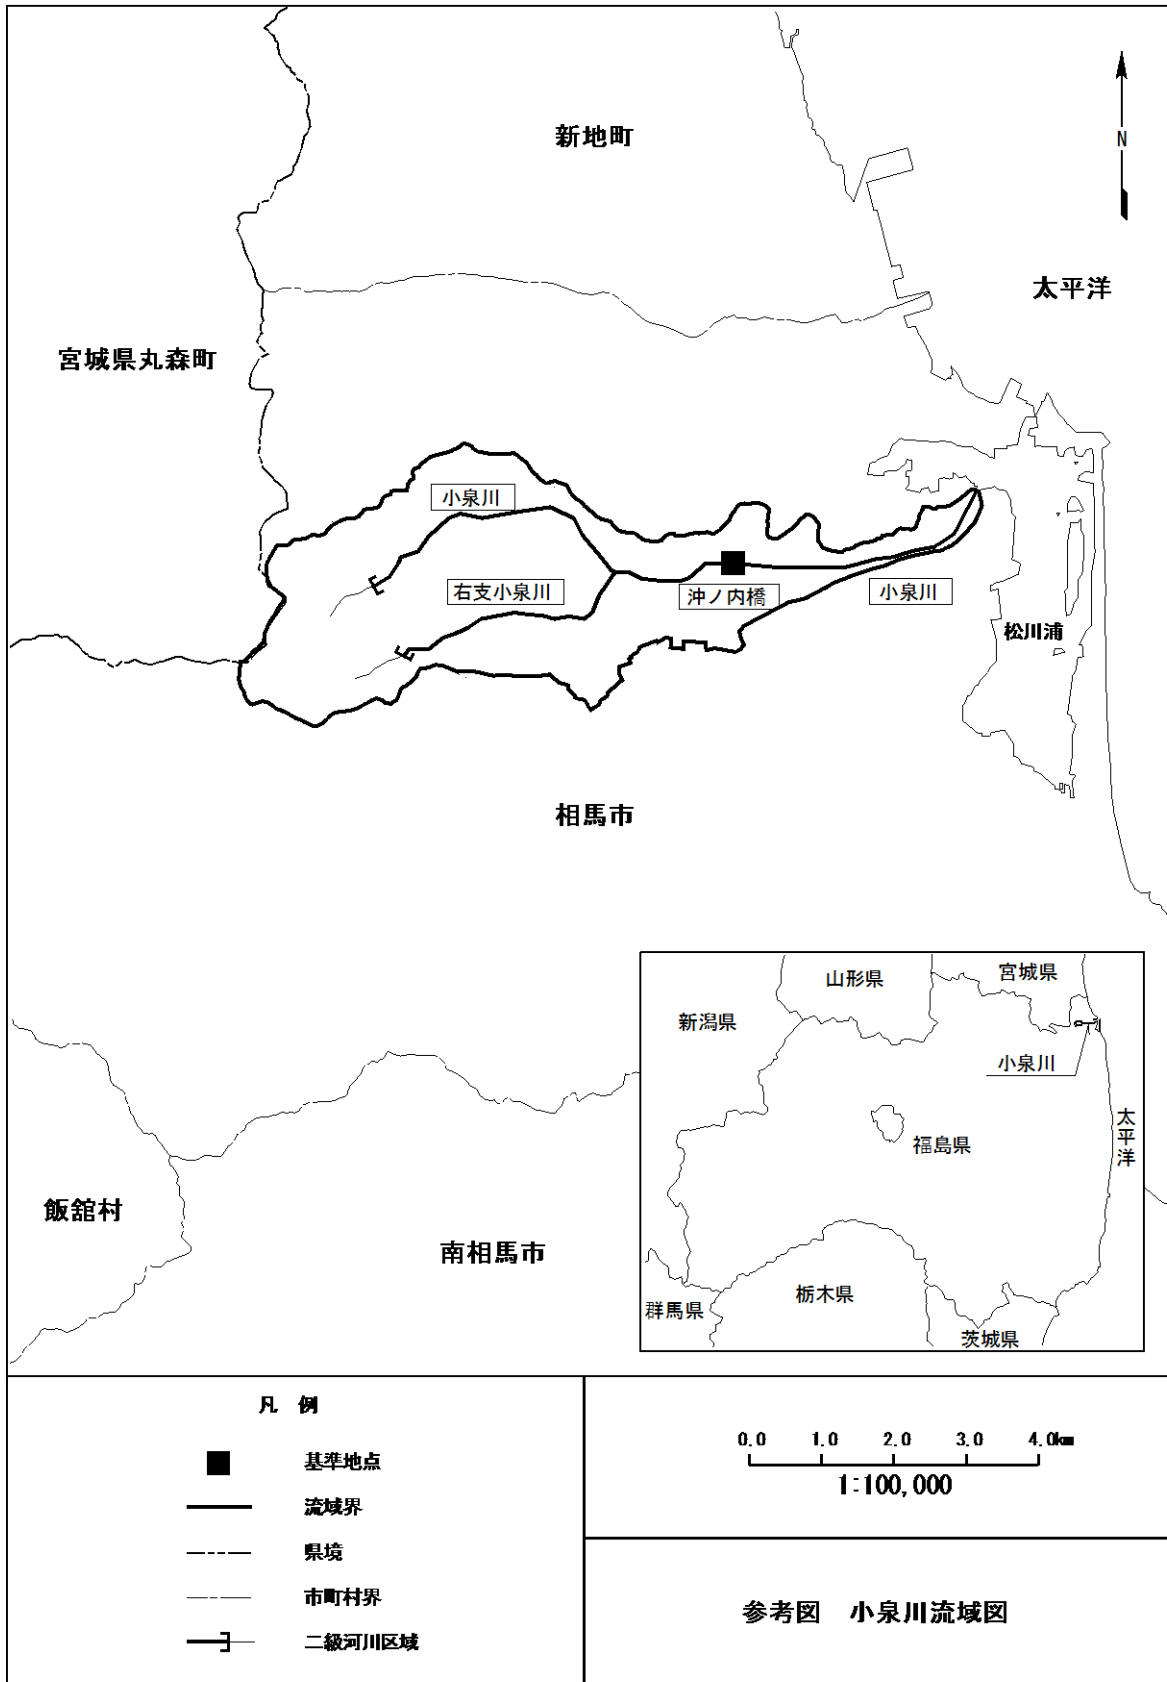 新地町
N
太平洋
宮城県丸森町
小泉川
右支小泉川
沖ノ内橋
小泉川
松川浦
相馬市
山形県
宮城県
新潟県
小泉川
太平洋
福島県
飯舘村
南相馬市
栃木県
群馬県
茨城県
凡 例
基準地点
流域界
県境
市町村界
二級河川区域
0.0 1.0 2.0 3.0 4.0km
1:100,000
参考図 小泉川流域図